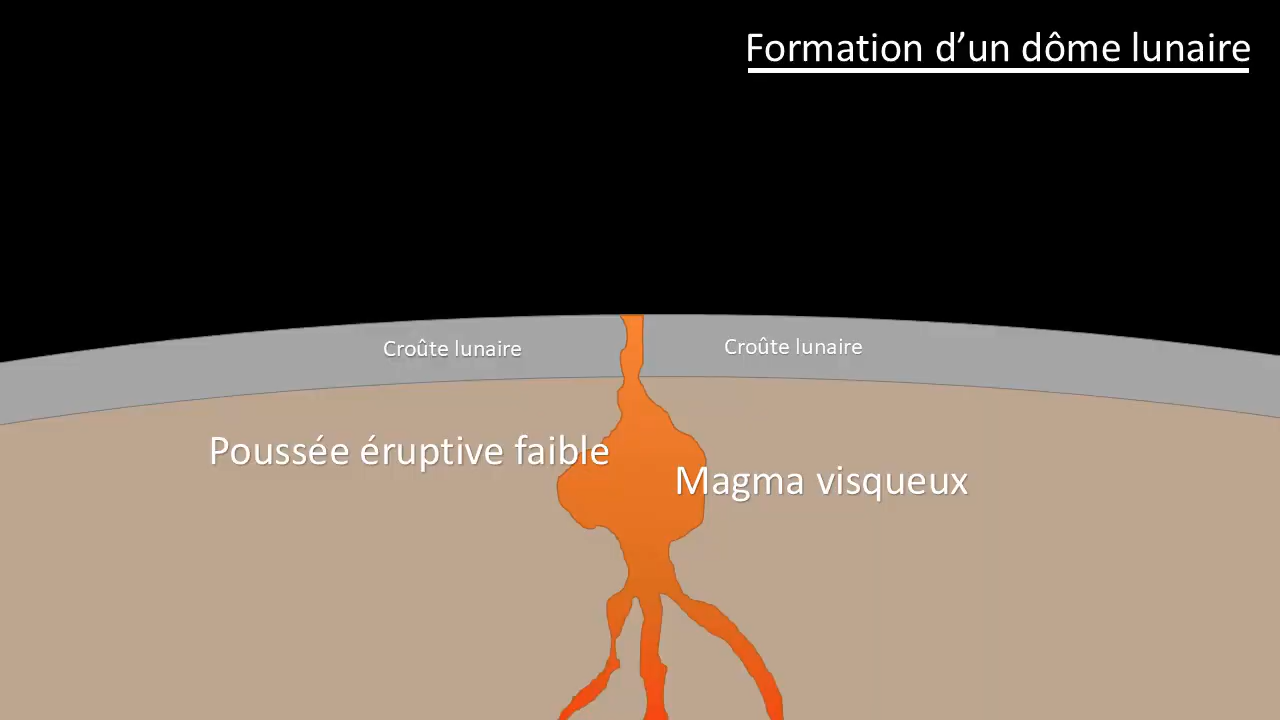 Formation d’un dôme lunaire
Croûte lunaire
Croûte lunaire
Poussée éruptive faible
Magma visqueux